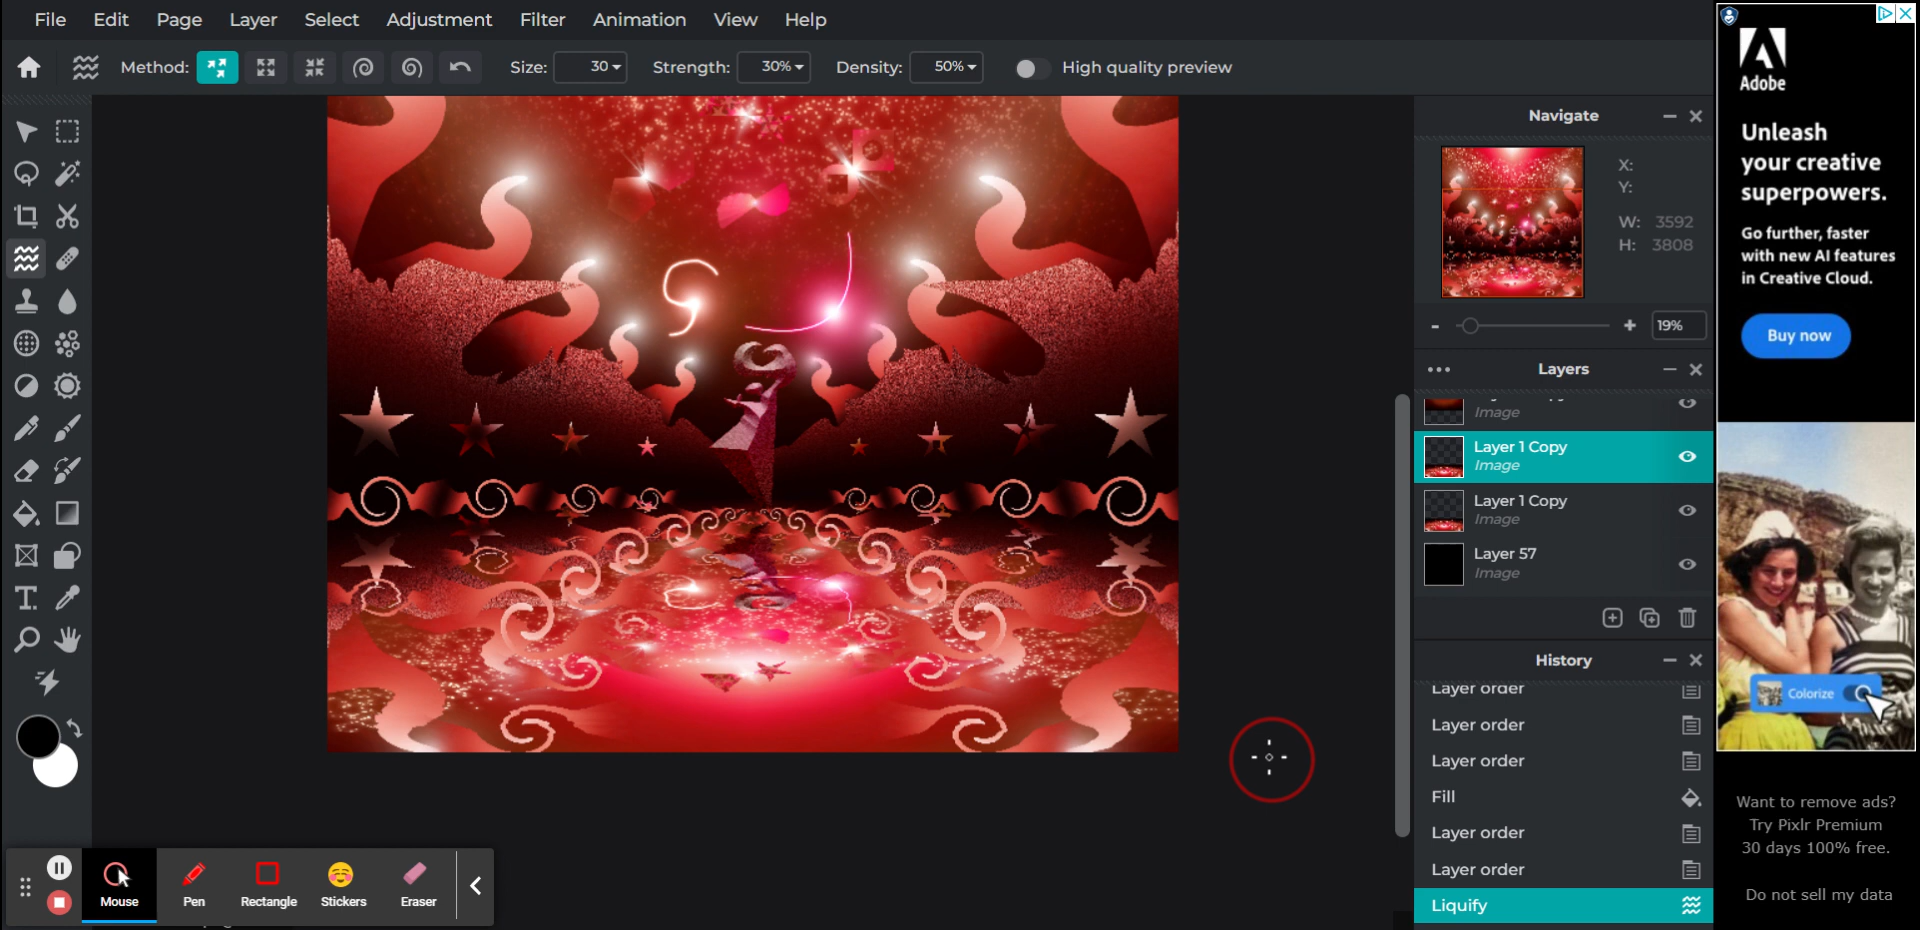 File Edit Page Layer Select Adjustment Filter Animation View Help
Method: Size: 30 Strength: 30% Density: 50% High quality preview
Navigate
X:
Y:
W: 3592
H: 3808
- + 19%
Layers
Image
Layer 1 Copy
Image
Layer 1 Copy
Image
Layer 57
Image
History
Layer order
Layer order
Layer order
Fill
Layer order
Layer order
Liquify
Mouse Pen Rectangle Stickers Eraser
Adobe
Unleash
your creative
superpowers.
Go further, faster
with new AI features
in Creative Cloud.
Buy now
Colorize
Want to remove ads?
Try Pixlr Premium
30 days 100% free.
Do not sell my data